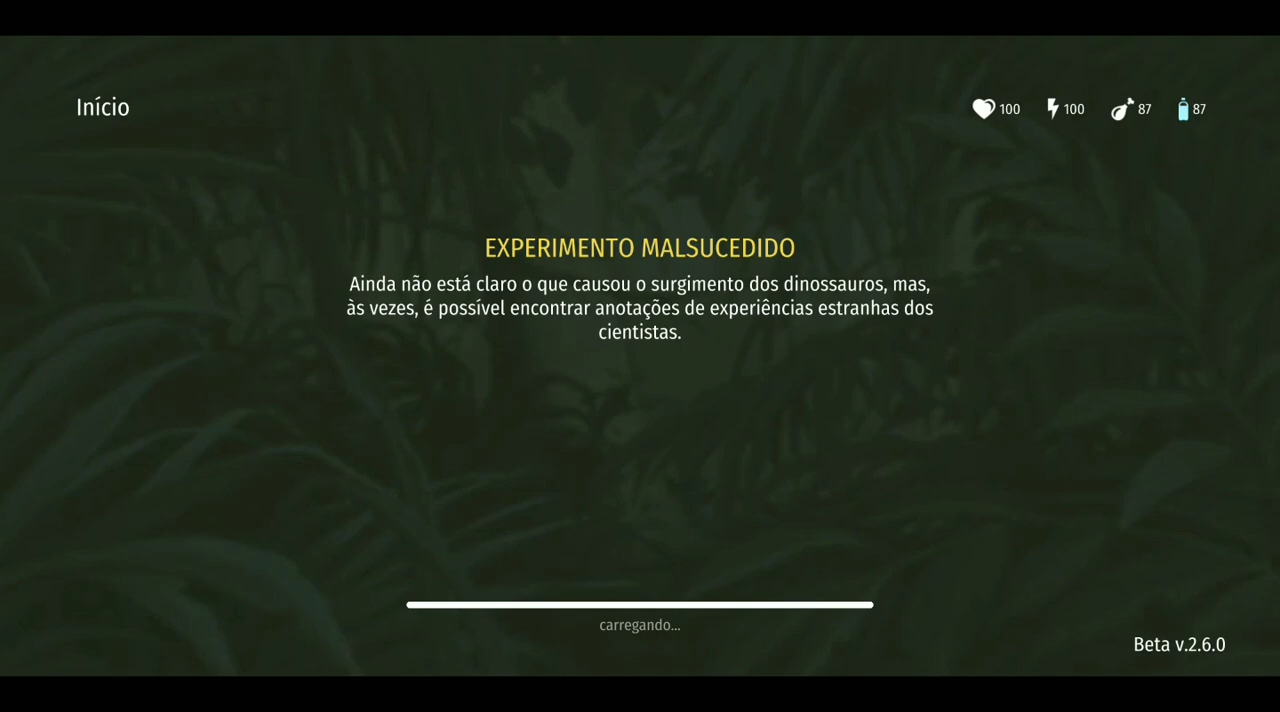 Início
100 100 87 87
EXPERIMENTO MALSUCEDIDO
Ainda não está claro o que causou o surgimento dos dinossauros, mas,
às vezes, é possível encontrar anotações de experiências estranhas dos
cientistas.
carregando...
Beta v.2.6.0